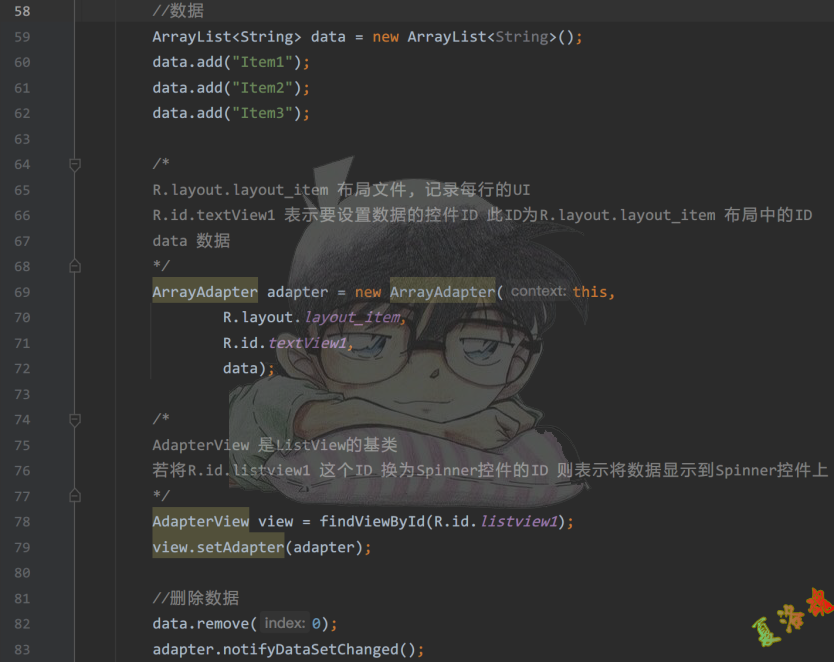 58 //数据
59 ArrayList<String> data = new ArrayList<String>();
60 data.add("Item1");
61 data.add("Item2");
62 data.add("Item3");
63
64 /*
65 R.layout.layout_item 布局文件, 记录每行的UI
66 R.id.textView1 表示要设置数据的控件ID 此ID为R.layout.layout_item 布局中的ID
67 data 数据
68 */
69 ArrayAdapter adapter = new ArrayAdapter( context: this,
70 R.layout.layout_item,
71 R.id.textView1,
72 data);
73
74 /*
75 AdapterView 是ListView的基类
76 若将R.id.listview1 这个ID 换为Spinner控件的ID 则表示将数据显示到Spinner控件上
77 */
78 AdapterView view = findViewById(R.id.listview1);
79 view.setAdapter(adapter);
80
81 //删除数据
82 data.remove( index: 0);
83 adapter.notifyDataSetChanged();
夏洛